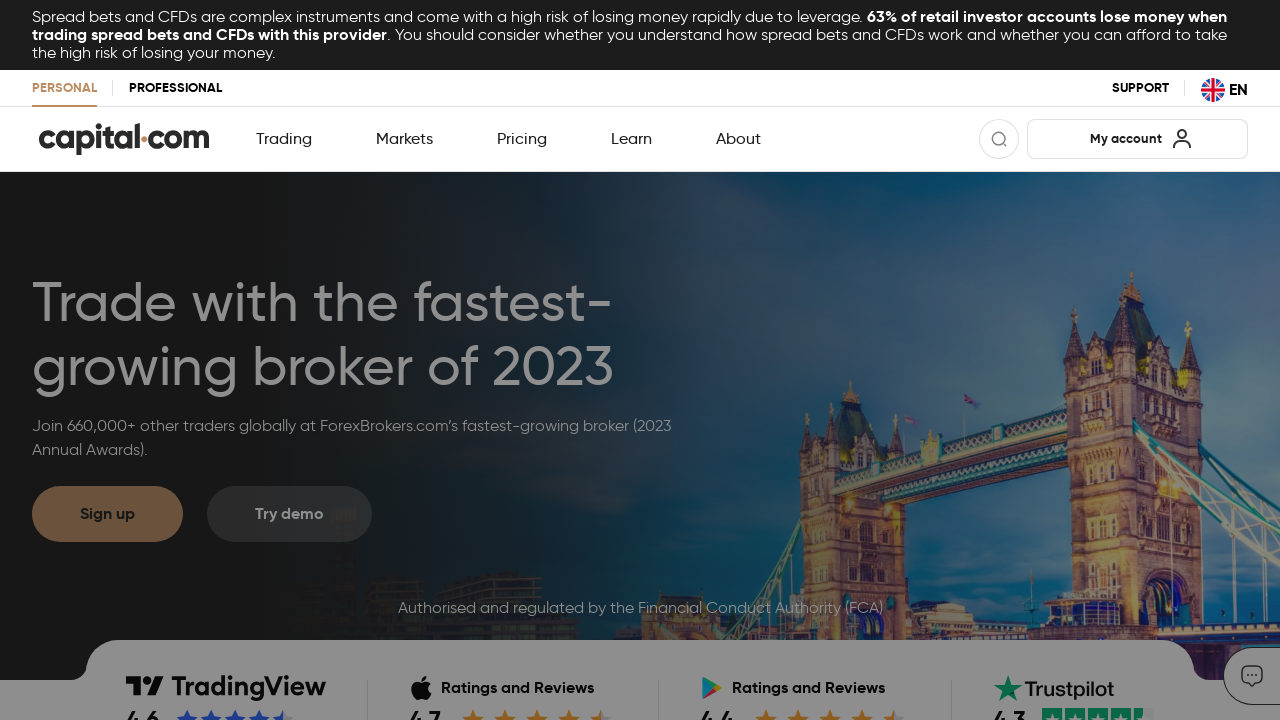 Spread bets and CFDs are complex instruments and come with a high risk of losing money rapidly due to leverage. 63% of retail investor accounts lose money when
trading spread bets and CFDs with this provider. You should consider whether you understand how spread bets and CFDs work and whether you can afford to take
the high risk of losing your money.
PERSONAL PROFESSIONAL SUPPORT EN
capital.com Trading Markets Pricing Learn About My account
Trade with the fastest-
growing broker of 2023
Join 660,000+ other traders globally at ForexBrokers.com's fastest-growing broker (2023
Annual Awards).
Sign up Try demo
Authorised and regulated by the Financial Conduct Authority (FCA)
TradingView Ratings and Reviews Ratings and Reviews Trustpilot
4.6 4.7 4.4 4.3